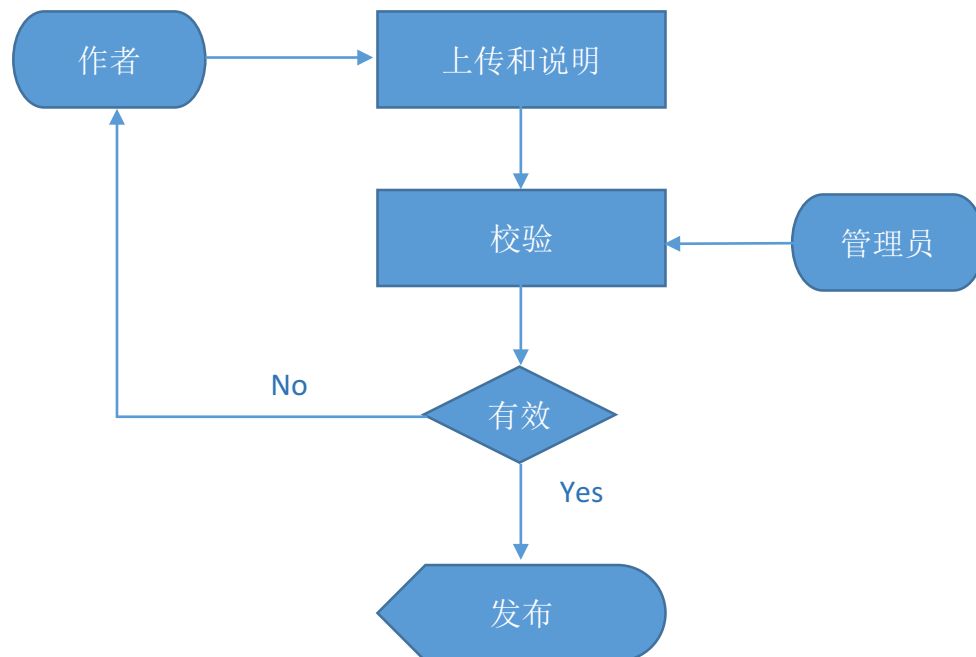 作者
上传和说明
校验
管理员
No
有效
Yes
发布